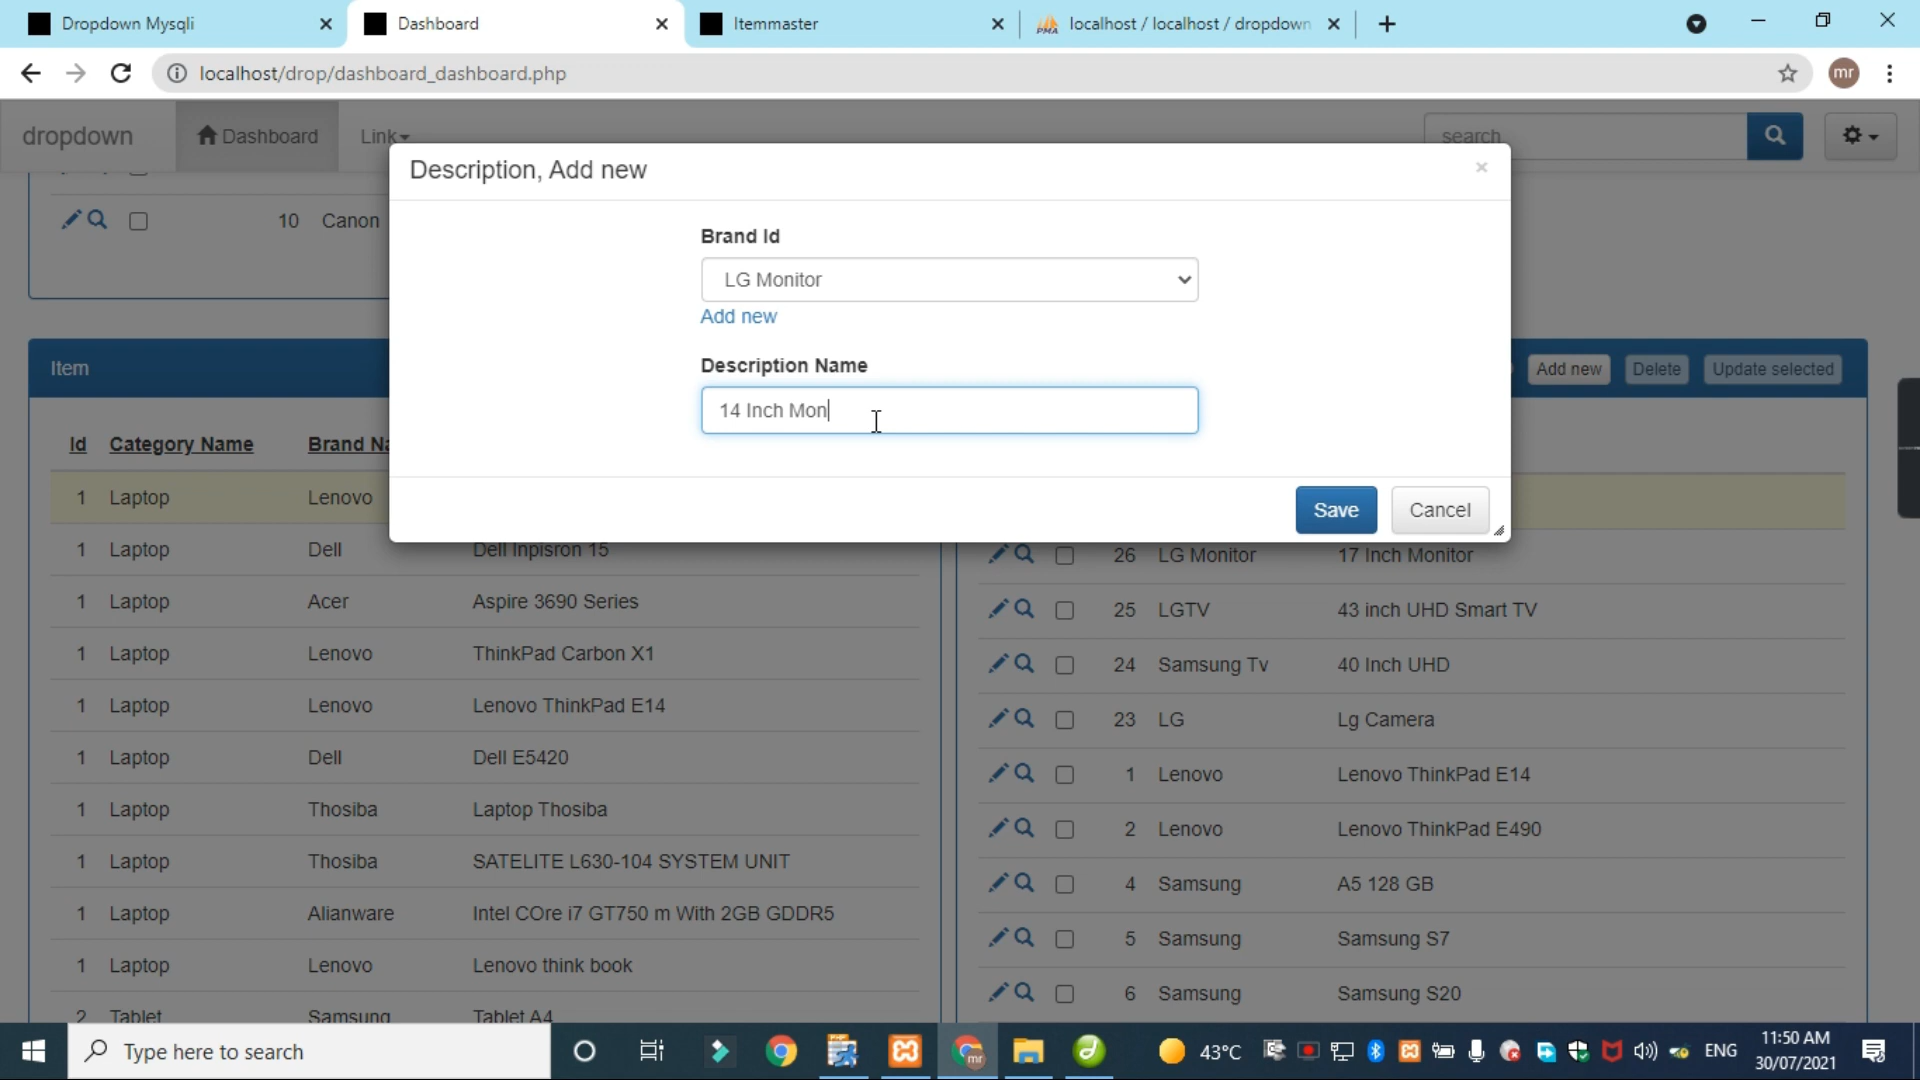 Dropdown Mysqli
Dashboard
Itemmaster
localhost / localhost / dropdown
localhost/drop/dashboard_dashboard.php
mr
dropdown
Dashboard
Link
search
Description, Add new
×
10 Canon
Brand Id
LG Monitor
Add new
Description Name
14 Inch Mon
Save
Cancel
Item
Add new
Delete
Update selected
Id Category Name Brand Na
1 Laptop Lenovo
1 Laptop Dell Dell Inpisron 15
1 Laptop Acer Aspire 3690 Series
1 Laptop Lenovo ThinkPad Carbon X1
1 Laptop Lenovo Lenovo ThinkPad E14
1 Laptop Dell Dell E5420
1 Laptop Thosiba Laptop Thosiba
1 Laptop Thosiba SATELITE L630-104 SYSTEM UNIT
1 Laptop Alianware Intel COre i7 GT750 m With 2GB GDDR5
1 Laptop Lenovo Lenovo think book
2 Tablet Samsung Tablet A4
26 LG Monitor 17 Inch Monitor
25 LGTV 43 inch UHD Smart TV
24 Samsung Tv 40 Inch UHD
23 LG Lg Camera
1 Lenovo Lenovo ThinkPad E14
2 Lenovo Lenovo ThinkPad E490
4 Samsung A5 128 GB
5 Samsung Samsung S7
6 Samsung Samsung S20
Type here to search
mr
43°C
ENG
11:50 AM
30/07/2021